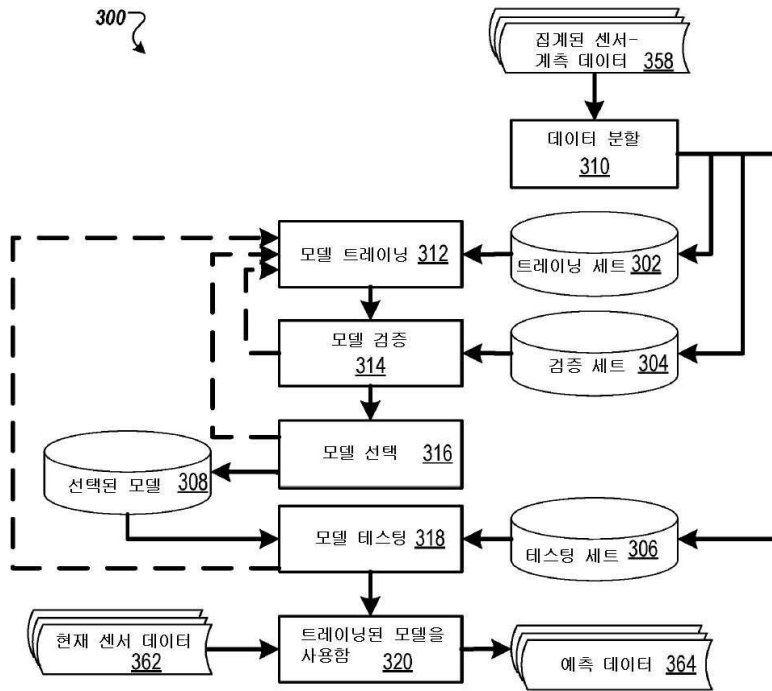 300
집계된 센서-
계측 데이터 358
데이터 분할
310
모델 트레이닝 312
트레이닝 세트 302
모델 검증
314
검증 세트 304
모델 선택 316
선택된 모델 308
모델 테스팅 318
테스팅 세트 306
현재 센서 데이터
362
트레이닝된 모델을
사용함 320
예측 데이터 364